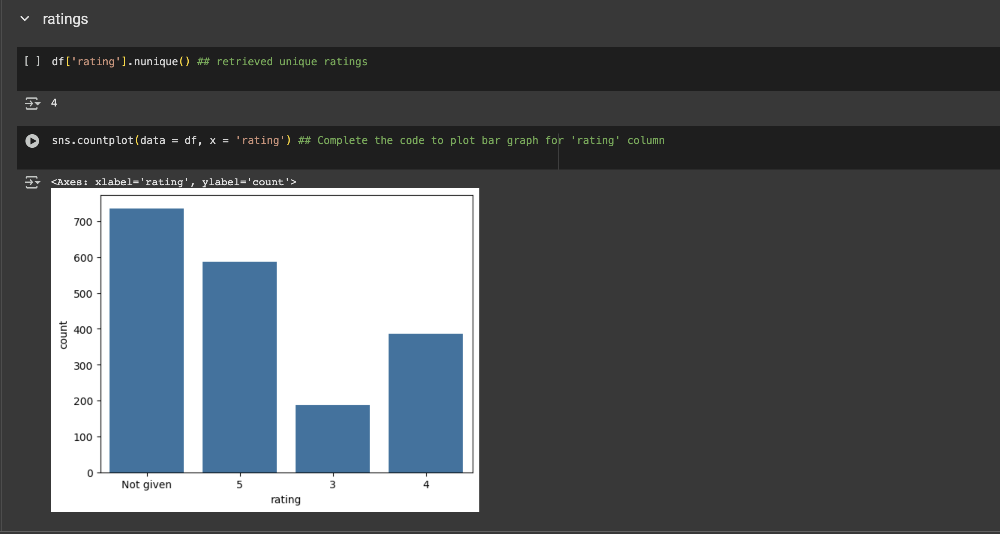 ratings
[ ] df['rating'].nunique() ## retrieved unique ratings
4
sns.countplot(data = df, x = 'rating') ## Complete the code to plot bar graph for 'rating' column
<Axes: xlabel='rating', ylabel='count'>
700
600
500
400
300
200
100
0
count
Not given 5 3 4
rating